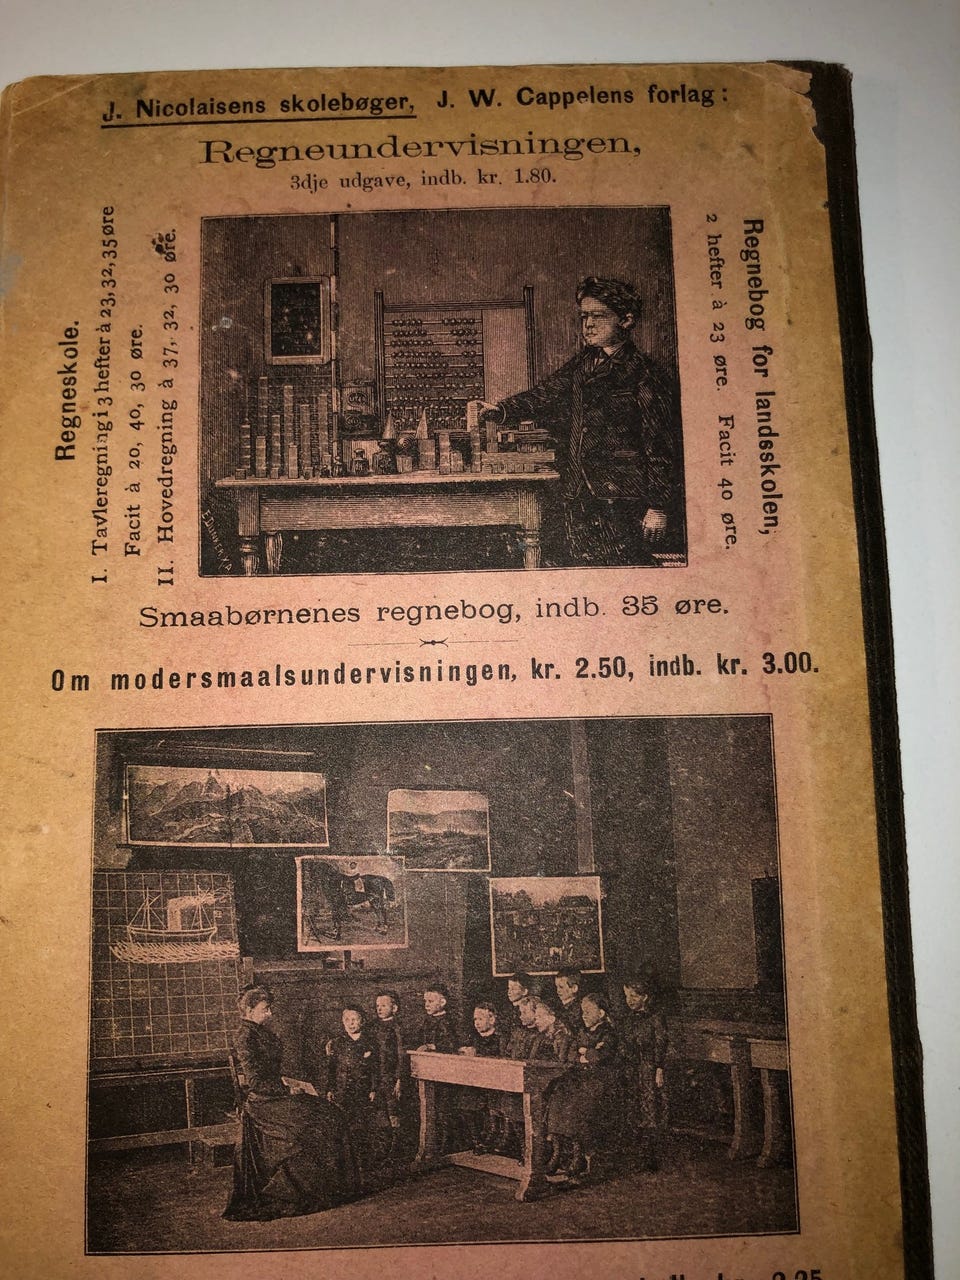 J. Nicolaisens skolebøger, J. W. Cappelens forlag:
Regneundervisningen,
3dje udgave, indb. kr. 1.80.
Regneskole.
I. Tavleregning i 3 hefter à 23, 32, 35 øre
Facit à 20, 40, 30 øre.
II. Hovedregning à 37, 32, 30 øre.
Regnebog for landsskolen,
2 hefter à 23 øre. Facit 40 øre.
Smaabørnenes regnebog, indb. 35 øre.
Om modersmaalsundervisningen, kr. 2.50, indb. kr. 3.00.